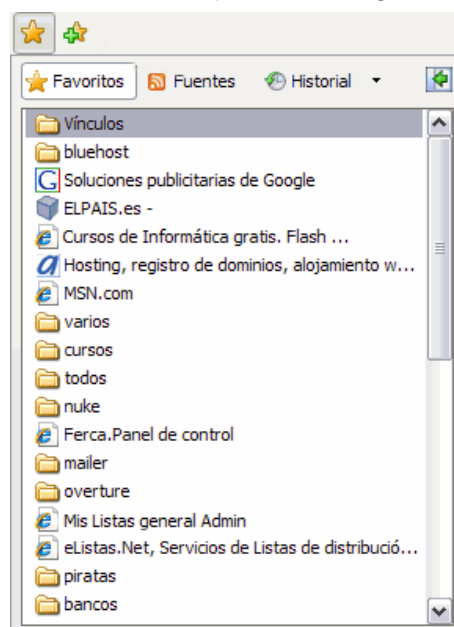 Favoritos Fuentes Historial
Vínculos
bluehost
Soluciones publicitarias de Google
ELPAIS.es -
Cursos de Informática gratis. Flash ...
Hosting, registro de dominios, alojamiento w...
MSN.com
varios
cursos
todos
nuke
Ferca.Panel de control
mailer
overture
Mis Listas general Admin
eListas.Net, Servicios de Listas de distribució...
piratas
bancos